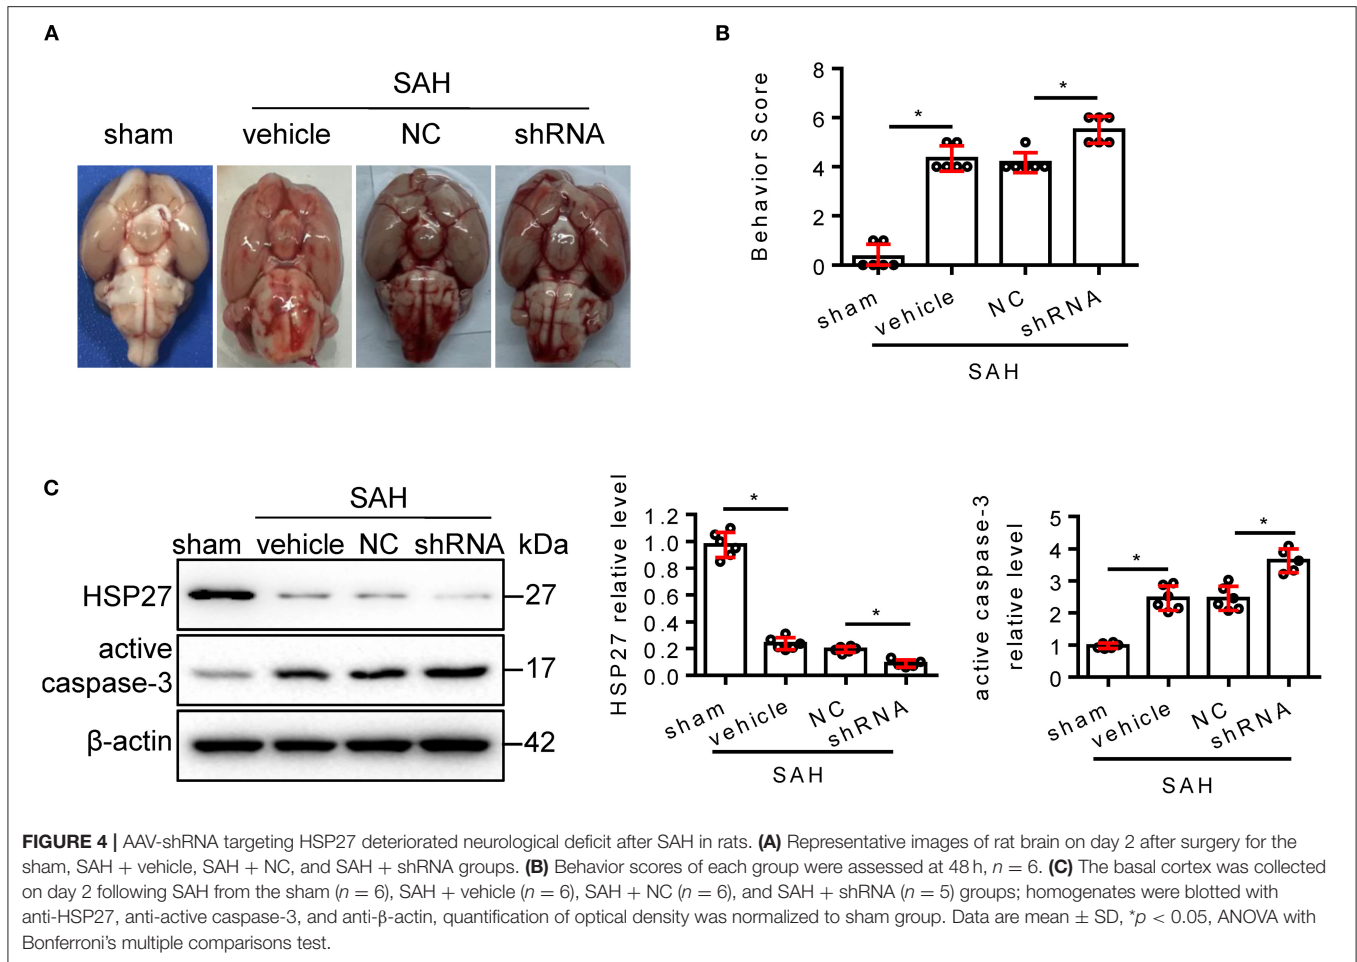 A
SAH
sham vehicle NC shRNA
B
Behavior Score
8
6
4
2
0
*
*
sham
vehicle
NC
shRNA
SAH
C
SAH
sham vehicle NC shRNA kDa
HSP27
27
active
caspase-3
17
β-actin
42
HSP27 relative level
1.2
1.0
0.8
0.6
0.4
0.2
0.0
*
*
sham
vehicle
NC
shRNA
SAH
active caspase-3
relative level
5
4
3
2
1
0
*
*
sham
vehicle
NC
shRNA
SAH
FIGURE 4 | AAV-shRNA targeting HSP27 deteriorated neurological deficit after SAH in rats. (A) Representative images of rat brain on day 2 after surgery for the
sham, SAH + vehicle, SAH + NC, and SAH + shRNA groups. (B) Behavior scores of each group were assessed at 48 h, n = 6. (C) The basal cortex was collected
on day 2 following SAH from the sham (n = 6), SAH + vehicle (n = 6), SAH + NC (n = 6), and SAH + shRNA (n = 5) groups; homogenates were blotted with
anti-HSP27, anti-active caspase-3, and anti-β-actin, quantification of optical density was normalized to sham group. Data are mean ± SD, *p < 0.05, ANOVA with
Bonferroni's multiple comparisons test.